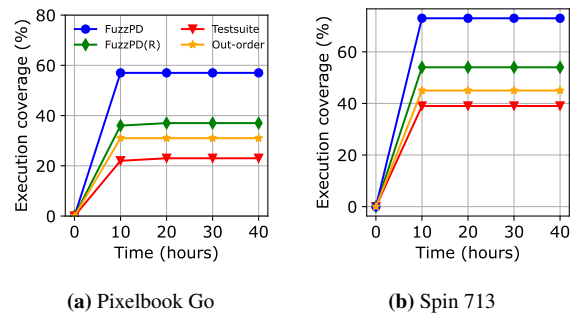 80
60
40
20
0
Execution coverage (%)
FuzzPD
FuzzPD(R)
Testsuite
Out-order
0 10 20 30 40
Time (hours)
(a) Pixelbook Go
60
40
20
0
Execution coverage (%)
0 10 20 30 40
Time (hours)
(b) Spin 713